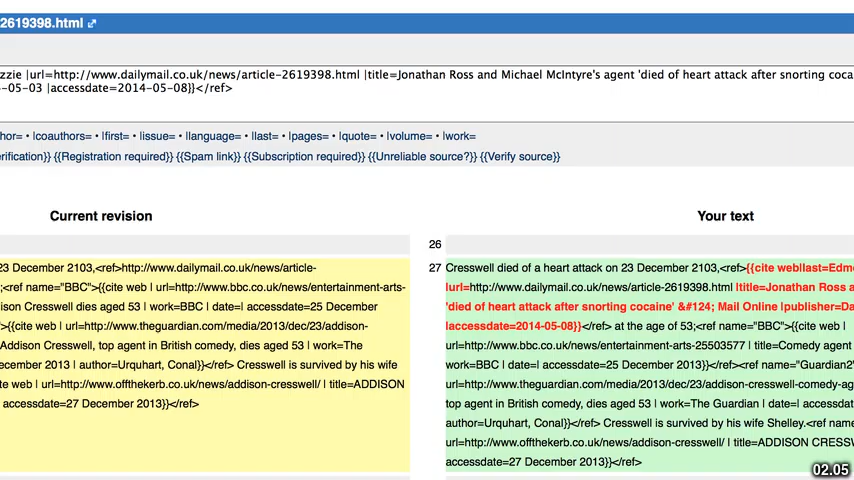 2619398.html
zzie |url=http://www.dailymail.co.uk/news/article-2619398.html |title=Jonathan Ross and Michael McIntyre's agent 'died of heart attack after snorting coca
-05-03 |accessdate=2014-05-08}}</ref>
hor= • |coauthors= • |first= • |issue= • |language= • |last= • |pages= • |quote= • |volume= • |work=
erification}} {{Registration required}} {{Spam link}} {{Subscription required}} {{Unreliable source?}} {{Verify source}}
Current revision
Your text
26
23 December 2103,<ref>http://www.dailymail.co.uk/news/article-
;<ref name="BBC">{{cite web | url=http://www.bbc.co.uk/news/entertainment-arts-
ison Cresswell dies aged 53 | work=BBC | date=| accessdate=25 December
">{{cite web | url=http://www.theguardian.com/media/2013/dec/23/addison-
Addison Cresswell, top agent in British comedy, dies aged 53 | work=The
ecember 2013 | author=Urquhart, Conal}}</ref> Cresswell is survived by his wife
te web | url=http://www.offthekerb.co.uk/news/addison-cresswell/ | title=ADDISON
accessdate=27 December 2013}}</ref>
27 Cresswell died of a heart attack on 23 December 2103,<ref>{{cite web|last=Edmo
|url=http://www.dailymail.co.uk/news/article-2619398.html |title=Jonathan Ross a
'died of heart attack after snorting cocaine' &#124; Mail Online |publisher=Da
|accessdate=2014-05-08}}</ref> at the age of 53;<ref name="BBC">{{cite web |
url=http://www.bbc.co.uk/news/entertainment-arts-25503577 | title=Comedy agent
work=BBC | date=| accessdate=25 December 2013}}</ref><ref name="Guardian2"
url=http://www.theguardian.com/media/2013/dec/23/addison-cresswell-comedy-ag
top agent in British comedy, dies aged 53 | work=The Guardian | date=| accessdate
author=Urquhart, Conal}}</ref> Cresswell is survived by his wife Shelley.<ref name
url=http://www.offthekerb.co.uk/news/addison-cresswell/ | title=ADDISON CRESSW
accessdate=27 December 2013}}</ref>
02.05